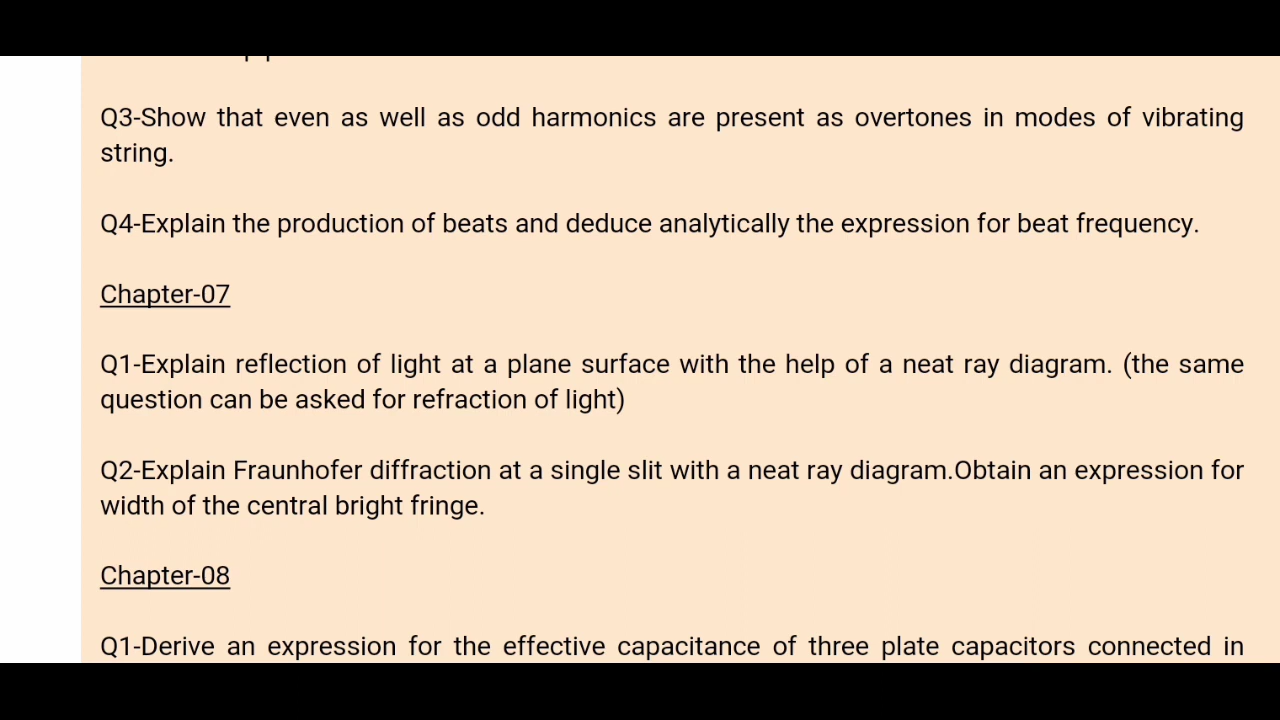 Q3-Show that even as well as odd harmonics are present as overtones in modes of vibrating
string.
Q4-Explain the production of beats and deduce analytically the expression for beat frequency.
Chapter-07
Q1-Explain reflection of light at a plane surface with the help of a neat ray diagram. (the same
question can be asked for refraction of light)
Q2-Explain Fraunhofer diffraction at a single slit with a neat ray diagram.Obtain an expression for
width of the central bright fringe.
Chapter-08
Q1-Derive an expression for the effective capacitance of three plate capacitors connected in